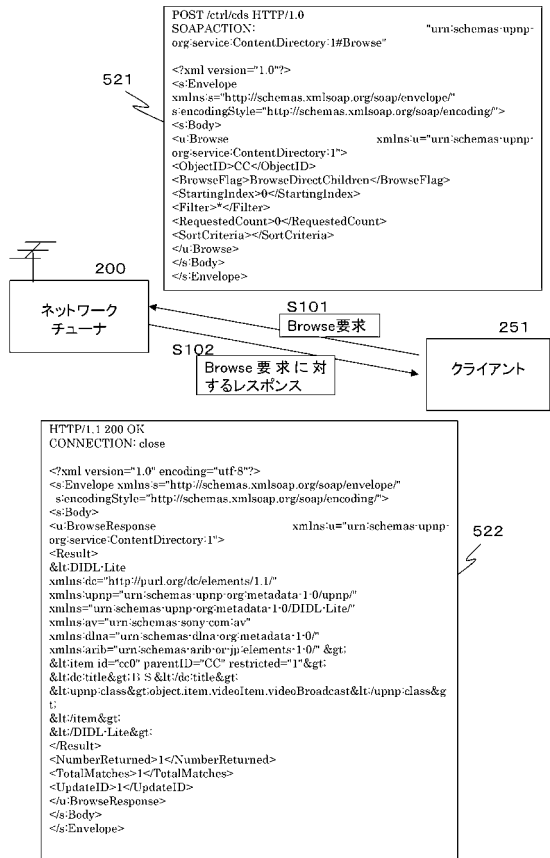 POST /ctrl/cds HTTP/1.0
SOAPACTION: "urn:schemas-upnp-
org:service:ContentDirectory:1#Browse"
<?xml version="1.0"?>
<s:Envelope
xmlns:s="http://schemas.xmlsoap.org/soap/envelope/"
s:encodingStyle="http://schemas.xmlsoap.org/soap/encoding/">
<s:Body>
<u:Browse xmlns:u="urn:schemas-upnp-
org:service:ContentDirectory:1">
<ObjectID>CC</ObjectID>
<BrowseFlag>BrowseDirectChildren</BrowseFlag>
<StartingIndex>0</StartingIndex>
<Filter>*</Filter>
<RequestedCount>0</RequestedCount>
<SortCriteria></SortCriteria>
</u:Browse>
</s:Body>
</s:Envelope>
521
200
ネットワーク
チューナ
S101
Browse要求
S102
Browse 要 求 に 対
するレスポンス
251
クライアント
HTTP/1.1 200 OK
CONNECTION: close
<?xml version="1.0" encoding="utf-8"?>
<s:Envelope xmlns:s="http://schemas.xmlsoap.org/soap/envelope/"
s:encodingStyle="http://schemas.xmlsoap.org/soap/encoding/">
<s:Body>
<u:BrowseResponse xmlns:u="urn:schemas-upnp-
org:service:ContentDirectory:1">
<Result>
&lt;DIDL-Lite
xmlns:dc="http://purl.org/dc/elements/1.1/"
xmlns:upnp="urn:schemas-upnp-org:metadata-1-0/upnp/"
xmlns="urn:schemas-upnp-org:metadata-1-0/DIDL-Lite/"
xmlns:av="urn:schemas-sony-com:av"
xmlns:dlna="urn:schemas-dlna-org:metadata-1-0/"
xmlns:arib="urn:schemas-arib-or-jp:elements-1-0/" &gt;
&lt;item id="cc0" parentID="CC" restricted="1"&gt;
&lt;dc:title&gt;ＢＳ&lt;/dc:title&gt;
&lt;upnp:class&gt;object.item.videoItem.videoBroadcast&lt;/upnp:class&g
t;
&lt;/item&gt;
&lt;/DIDL-Lite&gt;
</Result>
<NumberReturned>1</NumberReturned>
<TotalMatches>1</TotalMatches>
<UpdateID>1</UpdateID>
</u:BrowseResponse>
</s:Body>
</s:Envelope>
522